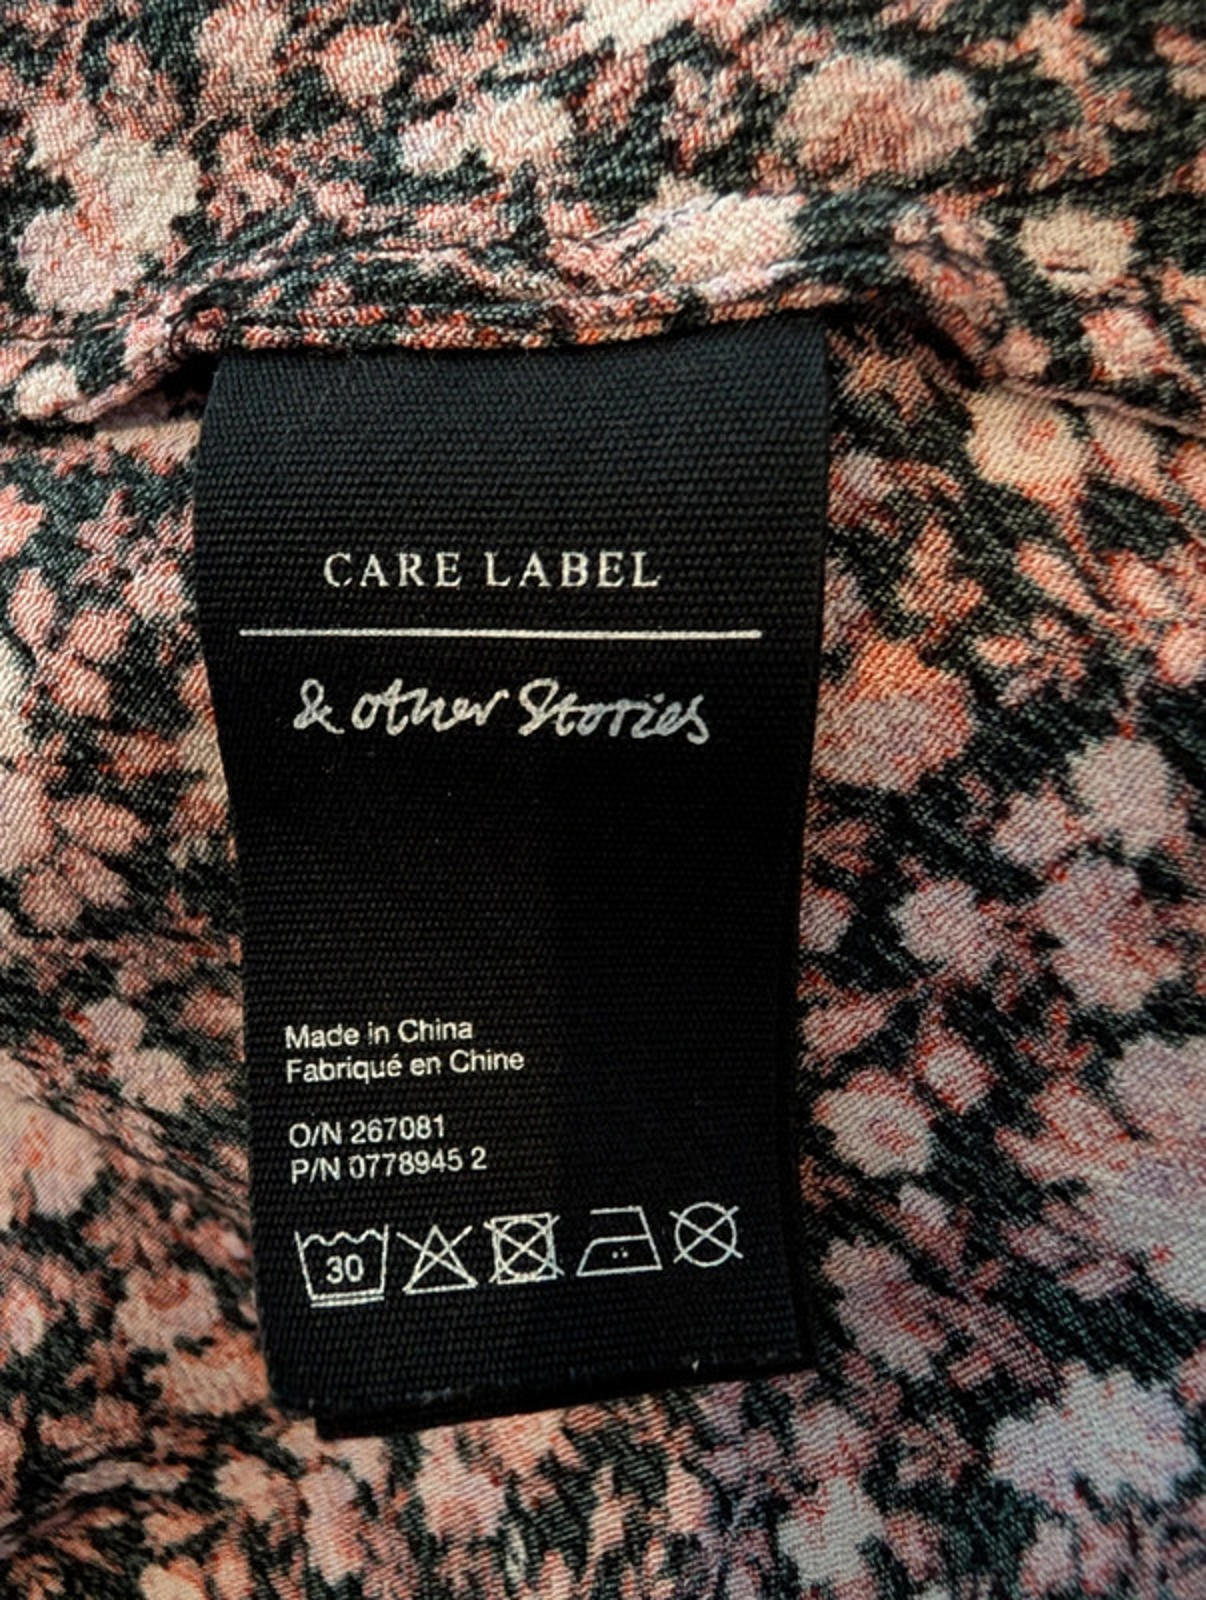 CARE LABEL
& other Stories
Made in China
Fabriqué en Chine
O/N 267081
P/N 0778945 2
30